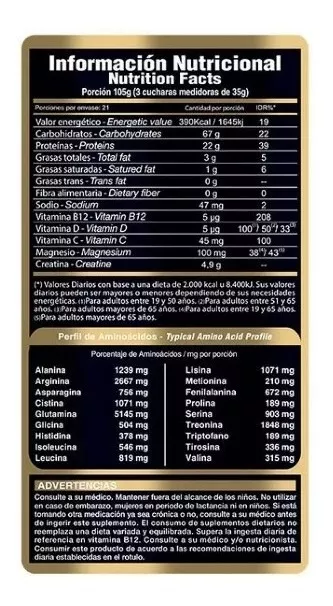 Información Nutricional
Nutrition Facts
Porción 105g (3 cucharas medidoras de 35g)
Porciones por envase: 21 Cantidad por porción IDR%*
Valor energético - Energetic value 390Kcal / 1645kj 19
Carbohidratos - Carbohydrates 67 g 22
Proteínas - Proteins 22 g 39
Grasas totales - Total fat 3 g 5
Grasas saturadas - Satured fat 1 g 6
Grasas trans - Trans fat 0 g --
Fibra alimentaria - Dietary fiber 0 g --
Sodio - Sodium 47 mg 2
Vitamina B12 - Vitamin B12 5 µg 208
Vitamina D - Vitamin D 5 µg 100(1) 50(2) 33(3)
Vitamina C - Vitamin C 45 mg 100
Magnesio - Magnesium 100 mg 38(4) 43(5)
Creatina - Creatine 4,9 g --
(*) Valores Diarios con base a una dieta de 2.000 kcal u 8.400kJ. Sus valores
diarios pueden ser mayores o menores dependiendo de sus necesidades
energéticas. (1)Para adultos entre 19 y 50 años. (2)Para adultos entre 51 y 65
años. (3)Para adultos mayores de 65 años. (4)Para adultos entre 19 y 65 años.
(5)Para adultos mayores de 65 años.
Perfil de Aminoácidos - Typical Amino Acid Profile
Porcentaje de Aminoácidos / mg por porción
Alanina 1239 mg Lisina 1071 mg
Arginina 2667 mg Metionina 210 mg
Asparagina 756 mg Fenilalanina 672 mg
Cistina 1071 mg Prolina 189 mg
Glutamina 5145 mg Serina 903 mg
Glicina 504 mg Treonina 1848 mg
Histidina 378 mg Triptofano 189 mg
Isoleucina 546 mg Tirosina 336 mg
Leucina 819 mg Valina 315 mg
ADVERTENCIAS
Consulte a su médico. Mantener fuera del alcance de los niños. No utilizar
en caso de embarazo, mujeres en periodo de lactancia ni en niños. Si está
tomando otra medicación ya sea crónica o no, consulte a su médico antes
de ingerir este suplemento. El consumo de suplementos dietarios no
reemplaza una dieta variada y equilibrada. Supera la ingesta diaria de
referencia en vitamina B12. Consulte a su médico y/o nutricionista.
Consumir este producto de acuerdo a las recomendaciones de ingesta
diaria establecidas en el rotulo.